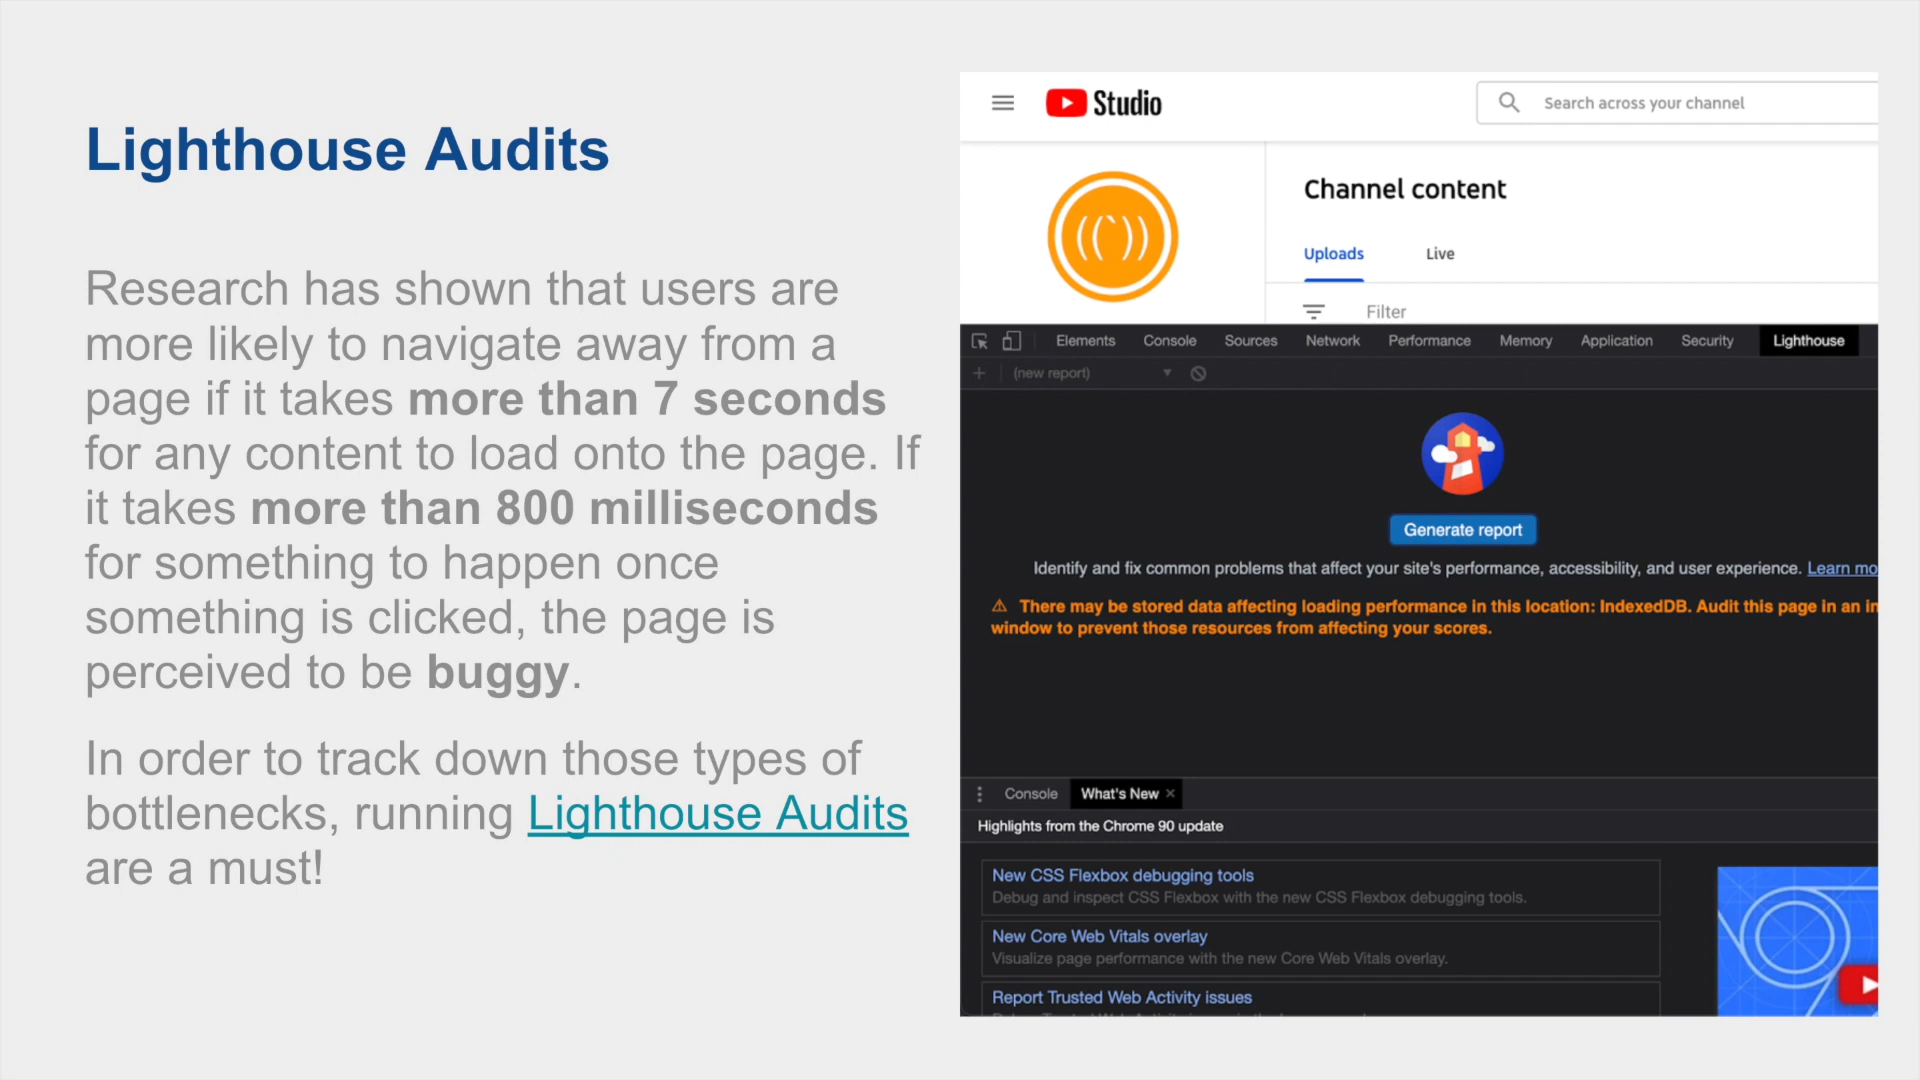 Lighthouse Audits
Research has shown that users are
more likely to navigate away from a
page if it takes more than 7 seconds
for any content to load onto the page. If
it takes more than 800 milliseconds
for something to happen once
something is clicked, the page is
perceived to be buggy.
In order to track down those types of
bottlenecks, running Lighthouse Audits
are a must!
Studio
Search across your channel
((`))
Channel content
Uploads Live
Filter
Elements Console Sources Network Performance Memory Application Security Lighthouse
+ (new report)
Generate report
Identify and fix common problems that affect your site's performance, accessibility, and user experience. Learn mo
⚠ There may be stored data affecting loading performance in this location: IndexedDB. Audit this page in an in
window to prevent those resources from affecting your scores.
Console What's New ×
Highlights from the Chrome 90 update
New CSS Flexbox debugging tools
Debug and inspect CSS Flexbox with the new CSS Flexbox debugging tools.
New Core Web Vitals overlay
Visualize page performance with the new Core Web Vitals overlay.
Report Trusted Web Activity issues